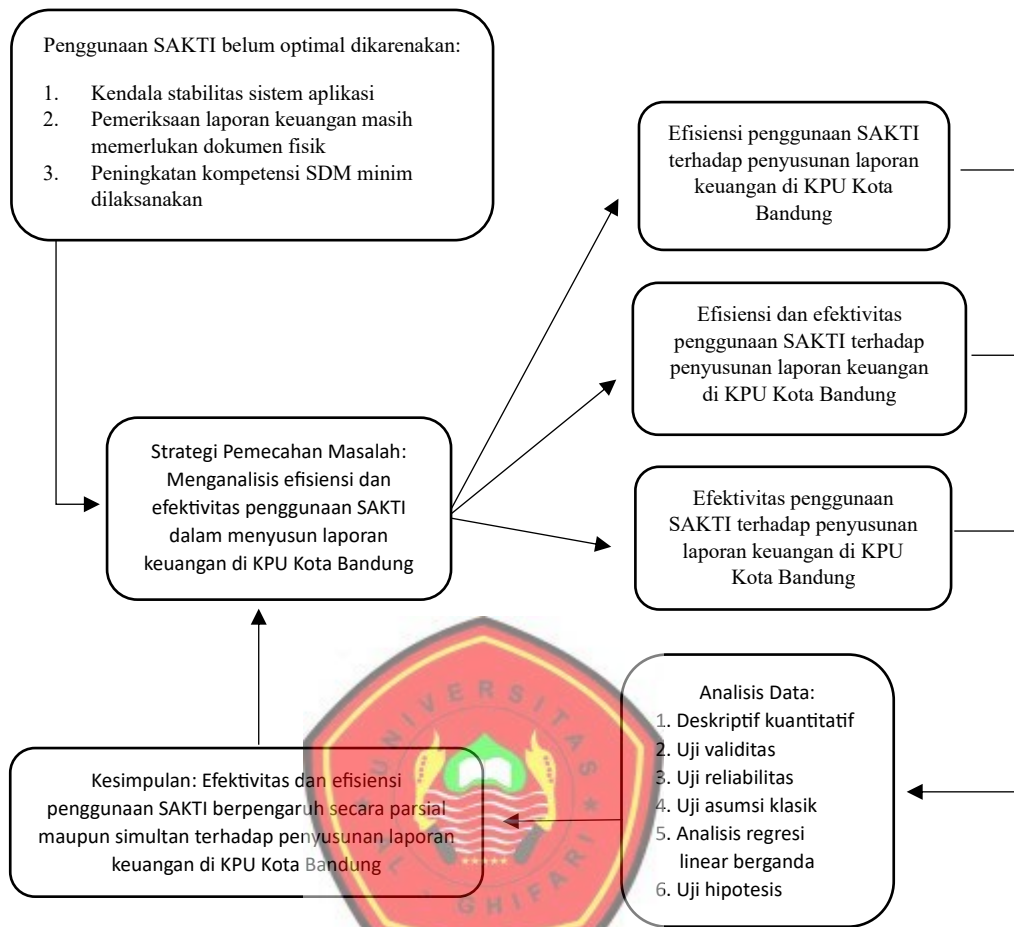 Penggunaan SAKTI belum optimal dikarenakan:
1. Kendala stabilitas sistem aplikasi
2. Pemeriksaan laporan keuangan masih
memerlukan dokumen fisik
3. Peningkatan kompetensi SDM minim
dilaksanakan
Efisiensi penggunaan SAKTI
terhadap penyusunan laporan
keuangan di KPU Kota
Bandung
Efisiensi dan efektivitas
penggunaan SAKTI terhadap
penyusunan laporan keuangan
di KPU Kota Bandung
Strategi Pemecahan Masalah:
Menganalisis efisiensi dan
efektivitas penggunaan SAKTI
dalam menyusun laporan
keuangan di KPU Kota Bandung
Efektivitas penggunaan
SAKTI terhadap penyusunan
laporan keuangan di KPU
Kota Bandung
Analisis Data:
1. Deskriptif kuantitatif
2. Uji validitas
3. Uji reliabilitas
4. Uji asumsi klasik
5. Analisis regresi
linear berganda
6. Uji hipotesis
Kesimpulan: Efektivitas dan efisiensi
penggunaan SAKTI berpengaruh secara parsial
maupun simultan terhadap penyusunan laporan
keuangan di KPU Kota Bandung
UNIVERSITAS
AL - GHIFARI